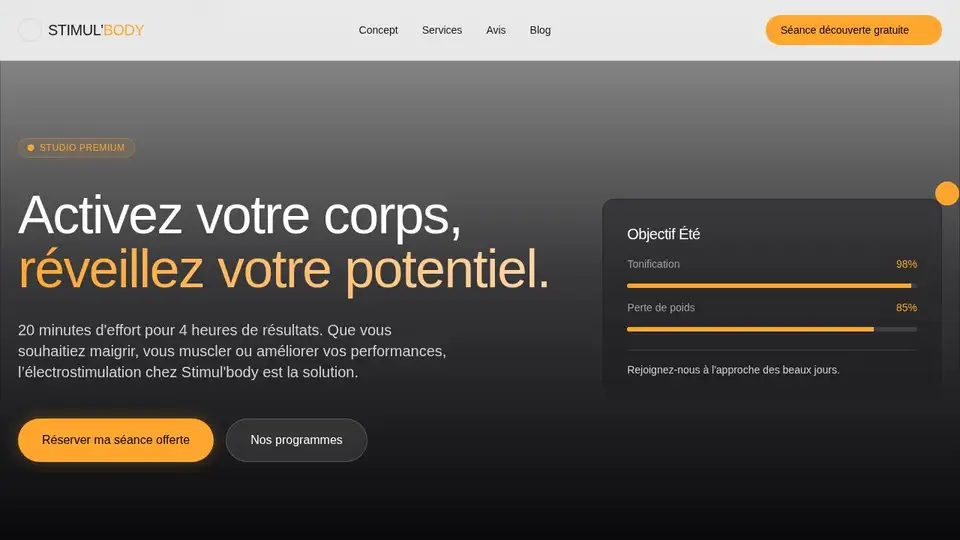 STIMUL'BODY
Concept
Services
Avis
Blog
Séance découverte gratuite
STUDIO PREMIUM
Activez votre corps,
réveillez votre potentiel.
20 minutes d'effort pour 4 heures de résultats. Que vous
souhaitiez maigrir, vous muscler ou améliorer vos performances,
l'électrostimulation chez Stimul'body est la solution.
Réserver ma séance offerte
Nos programmes
Objectif Été
Tonification 98%
Perte de poids 85%
Rejoignez-nous à l'approche des beaux jours.